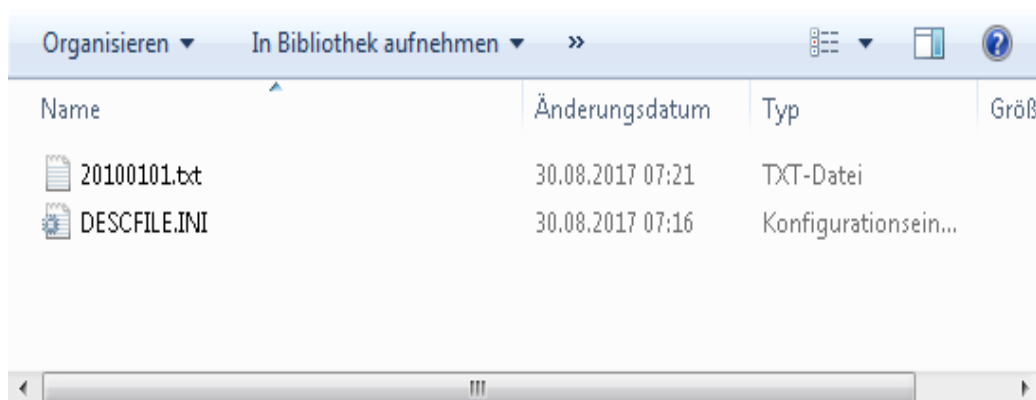 Organisieren In Bibliothek aufnehmen »
Name Änderungsdatum Typ Größ
20100101.txt 30.08.2017 07:21 TXT-Datei
DESCFILE.INI 30.08.2017 07:16 Konfigurationsein...